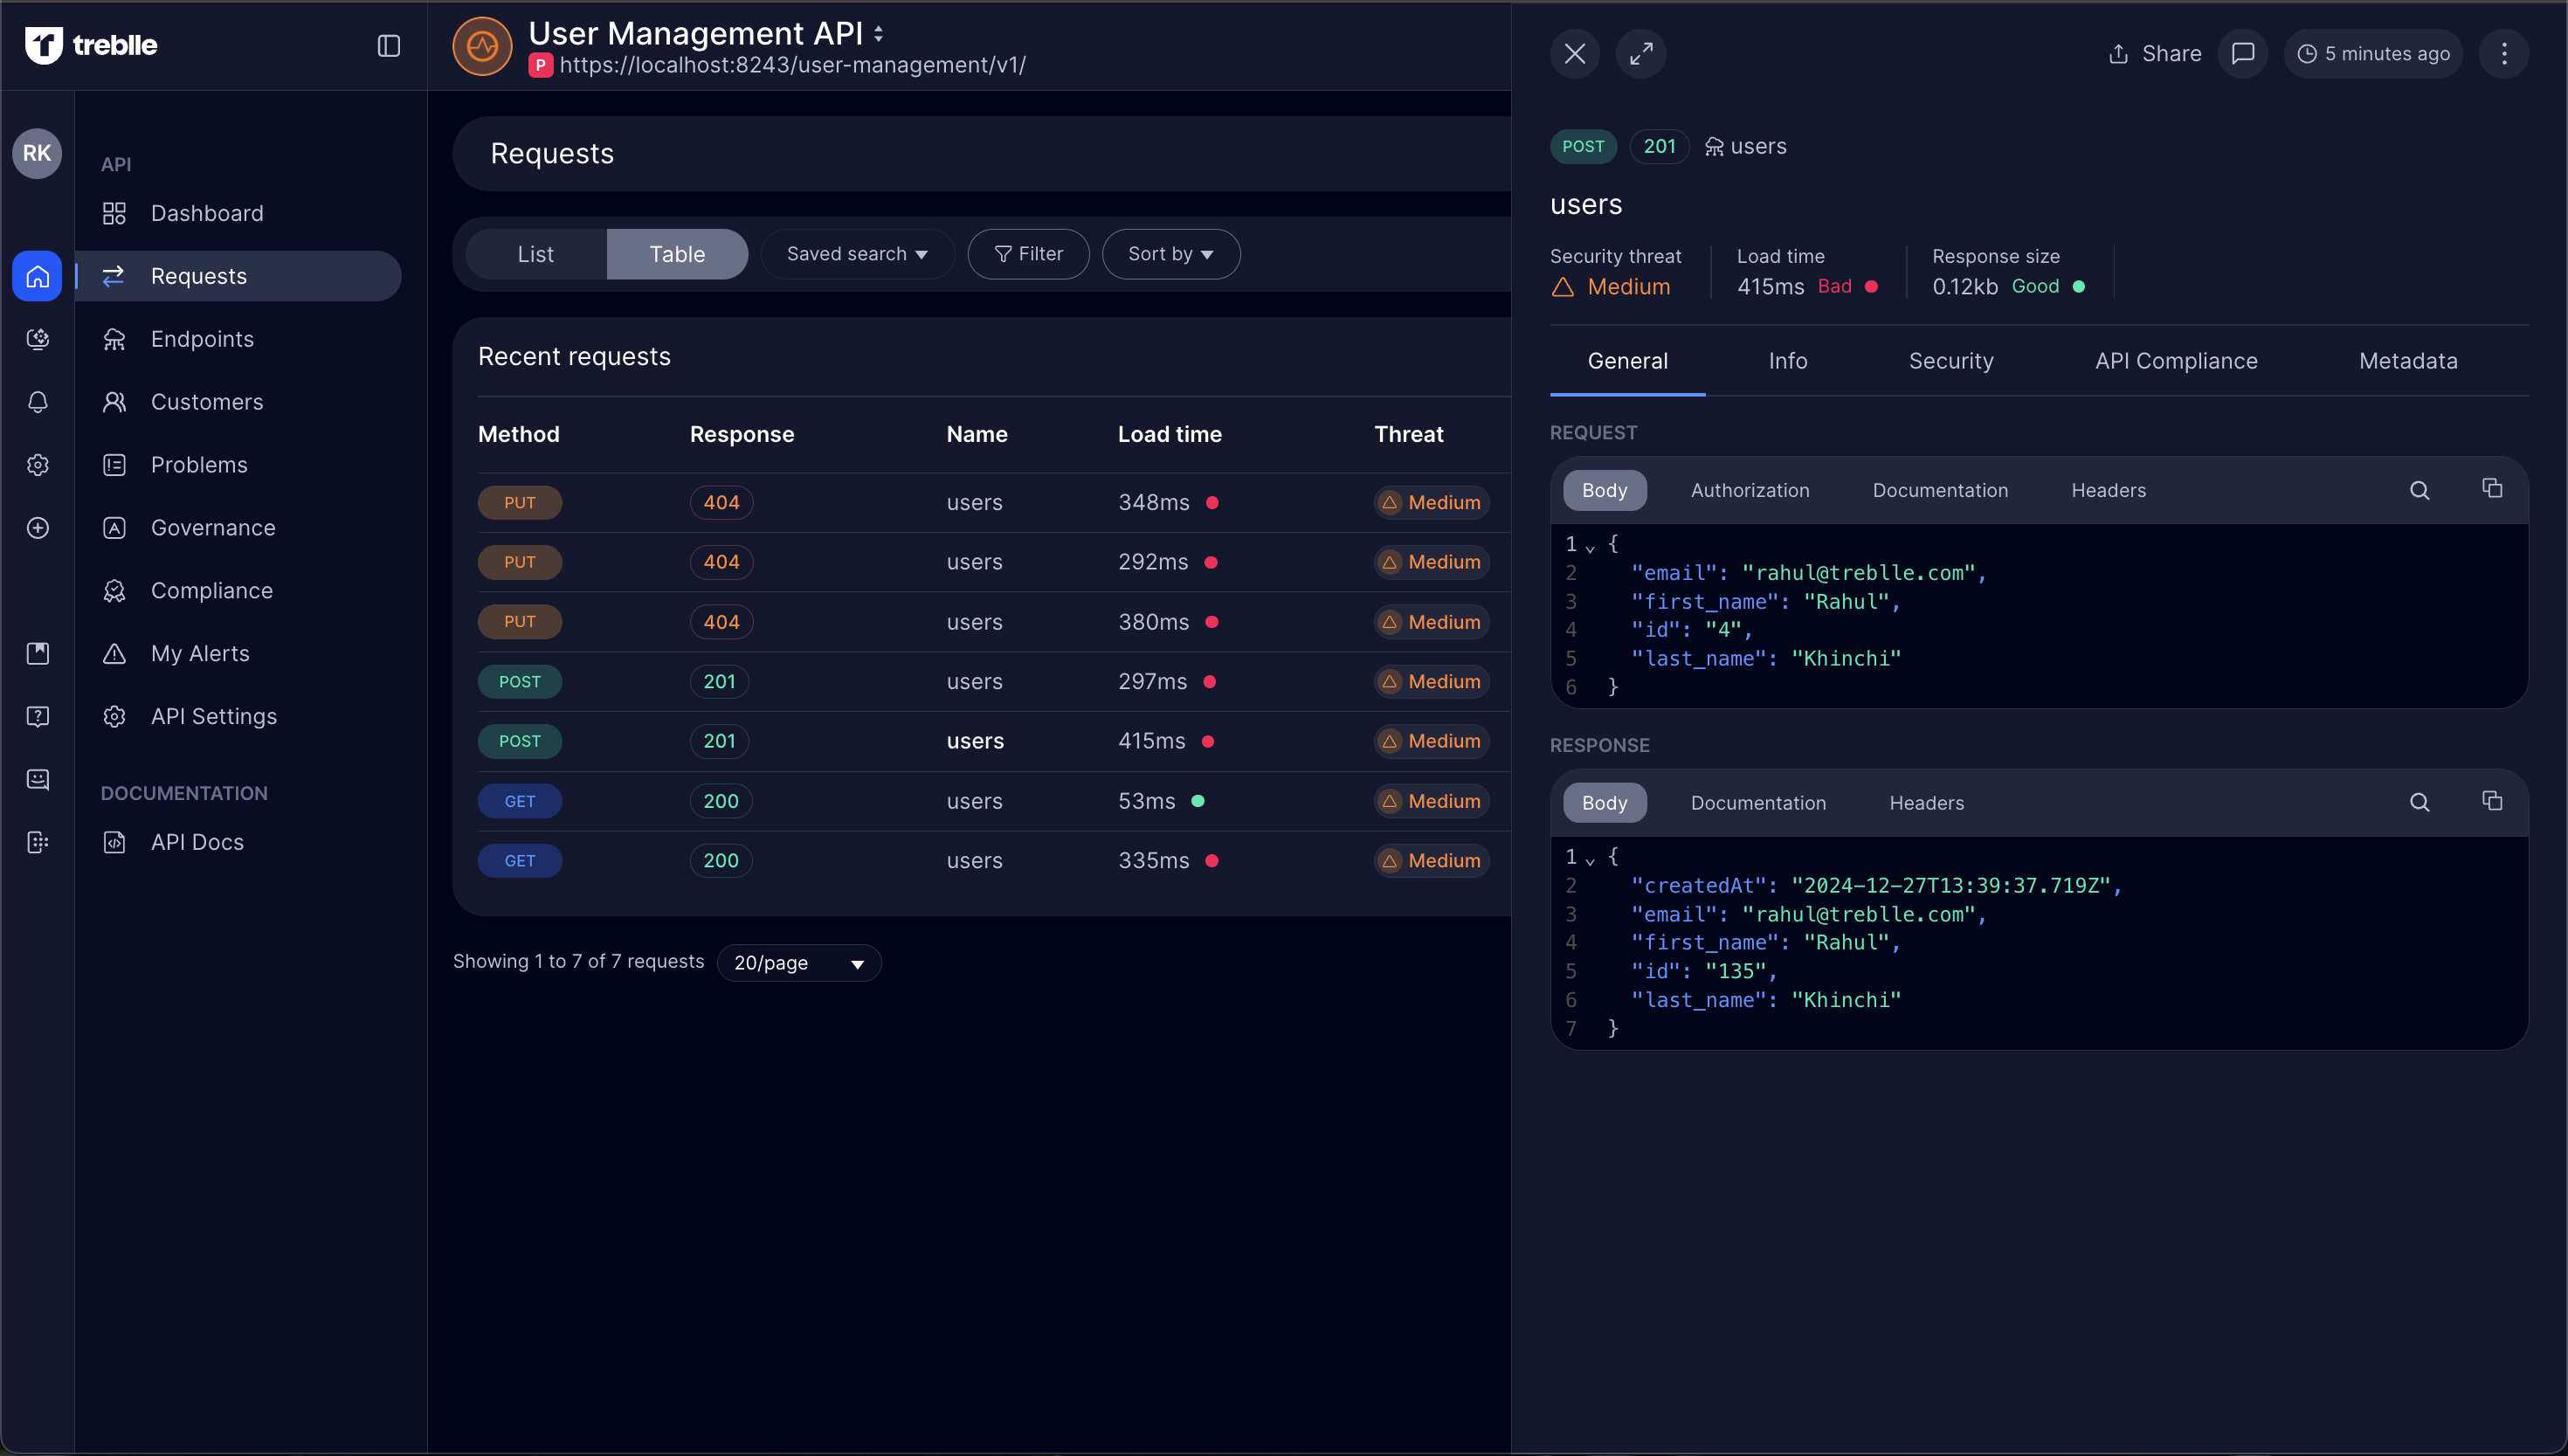 treblle
User Management API
P https://localhost:8243/user-management/v1/
RK
API
Dashboard
Requests
Endpoints
Customers
Problems
Governance
Compliance
My Alerts
API Settings
DOCUMENTATION
API Docs
Requests
List Table Saved search Filter Sort by
Recent requests
Method Response Name Load time Threat
PUT 404 users 348ms Medium
PUT 404 users 292ms Medium
PUT 404 users 380ms Medium
POST 201 users 297ms Medium
POST 201 users 415ms Medium
GET 200 users 53ms Medium
GET 200 users 335ms Medium
Showing 1 to 7 of 7 requests 20/page
Share 5 minutes ago
POST 201 users
users
Security threat Load time Response size
Medium 415ms Bad 0.12kb Good
General Info Security API Compliance Metadata
REQUEST
Body Authorization Documentation Headers
1 {
2 "email": "rahul@treblle.com",
3 "first_name": "Rahul",
4 "id": "4",
5 "last_name": "Khinchi"
6 }
RESPONSE
Body Documentation Headers
1 {
2 "createdAt": "2024-12-27T13:39:37.719Z",
3 "email": "rahul@treblle.com",
4 "first_name": "Rahul",
5 "id": "135",
6 "last_name": "Khinchi"
7 }